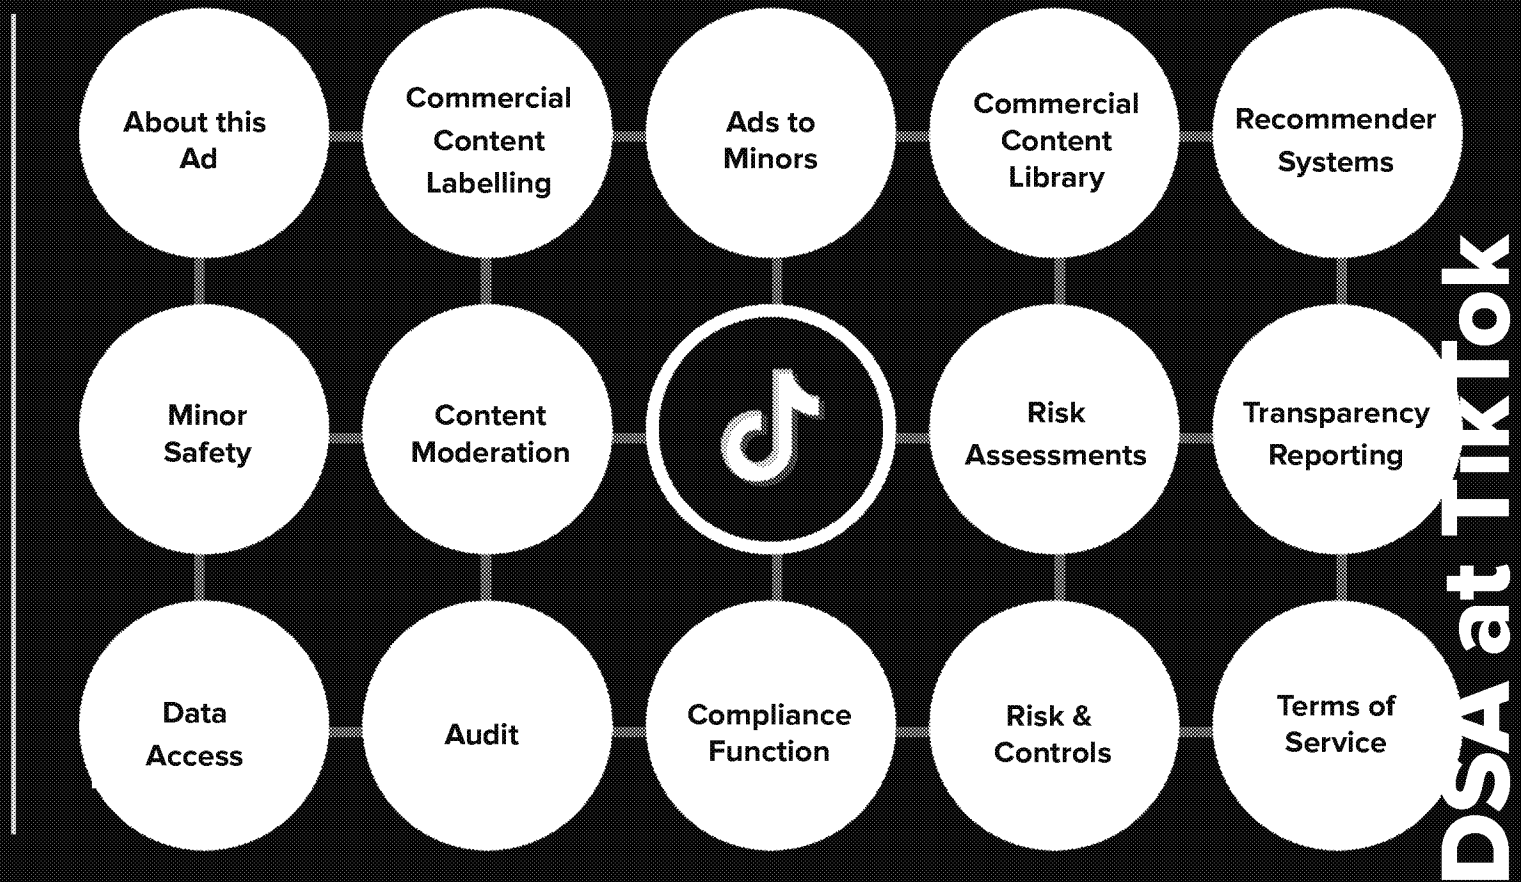 About this
Ad
Commercial
Content
Labelling
Ads to
Minors
Commercial
Content
Library
Recommender
Systems
Minor
Safety
Content
Moderation
Risk
Assessments
Transparency
Reporting
Data
Access
Audit
Compliance
Function
Risk &
Controls
Terms of
Service
DSA at TikTok